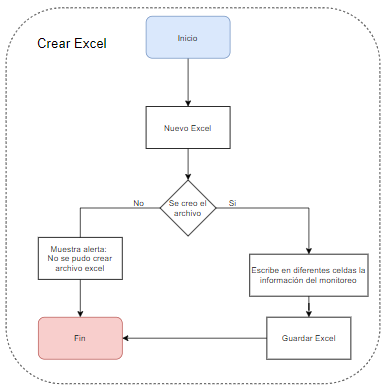 Crear Excel
Inicio
Nuevo Excel
Se creo el
archivo
No
Si
Muestra alerta:
No se pudo crear
archivo excel
Escribe en diferentes celdas la
información del monitoreo
Fin
Guardar Excel